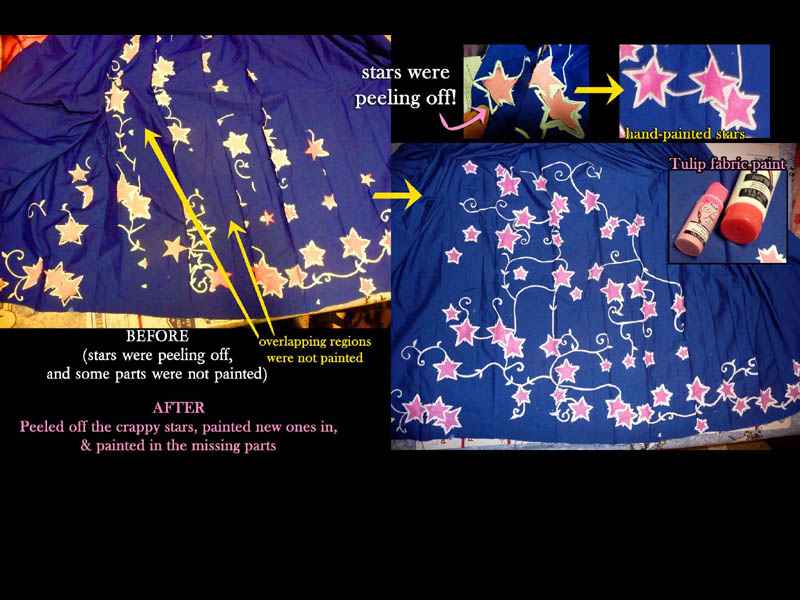 stars were
peeling off!
hand-painted stars
Tulip fabric paint
BEFORE
(stars were peeling off,
and some parts were not painted)
overlapping regions
were not painted
AFTER
Peeled off the crappy stars, painted new ones in,
& painted in the missing parts